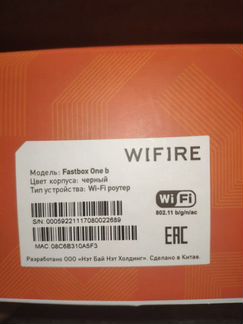 WIFIRE
Модель: Fastbox One b
Цвет корпуса: черный
Тип устройства: Wi-Fi роутер
Wi Fi
802.11 b/g/n/ac
S/N: 00059221117080022689
EAC
MAC 08C6B310A5F3
Разработано ООО «Нэт Бай Нэт Холдинг». Сделано в Китае.